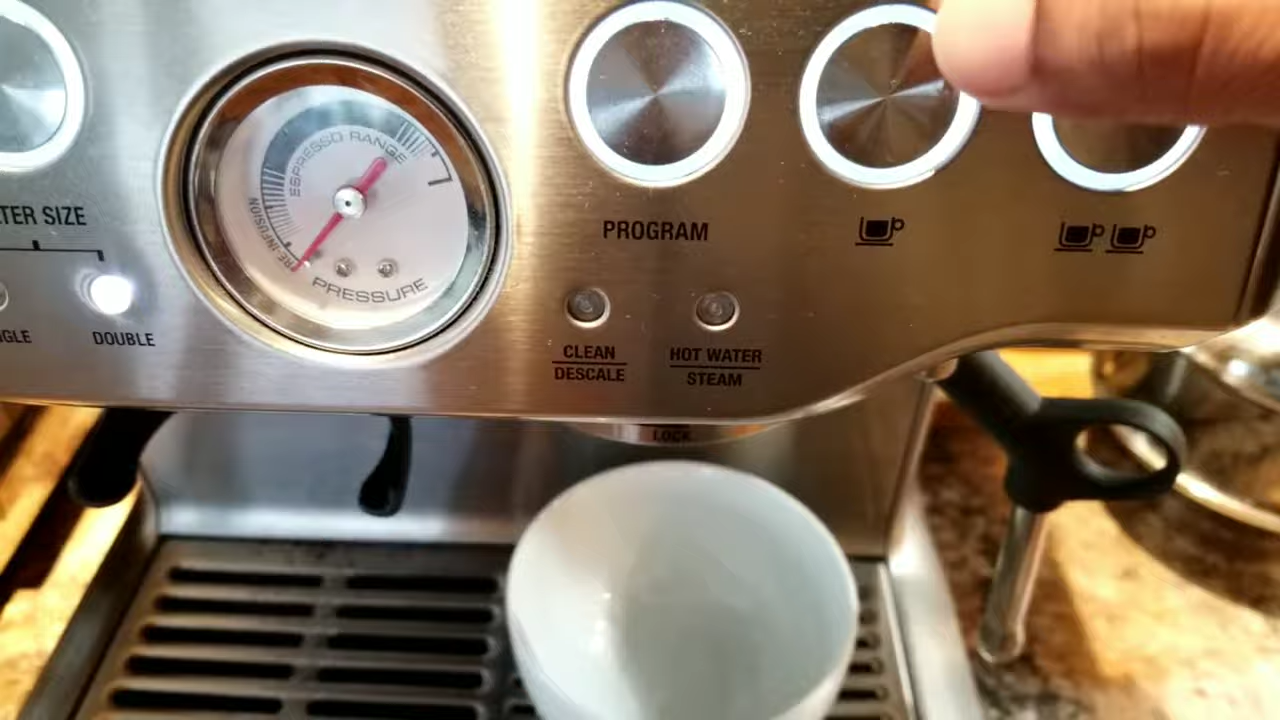 ESPRESSO RANGE
PRE-INFUSION
PRESSURE
TER SIZE
GLE
DOUBLE
PROGRAM
CLEAN
DESCALE
HOT WATER
STEAM
LOCK